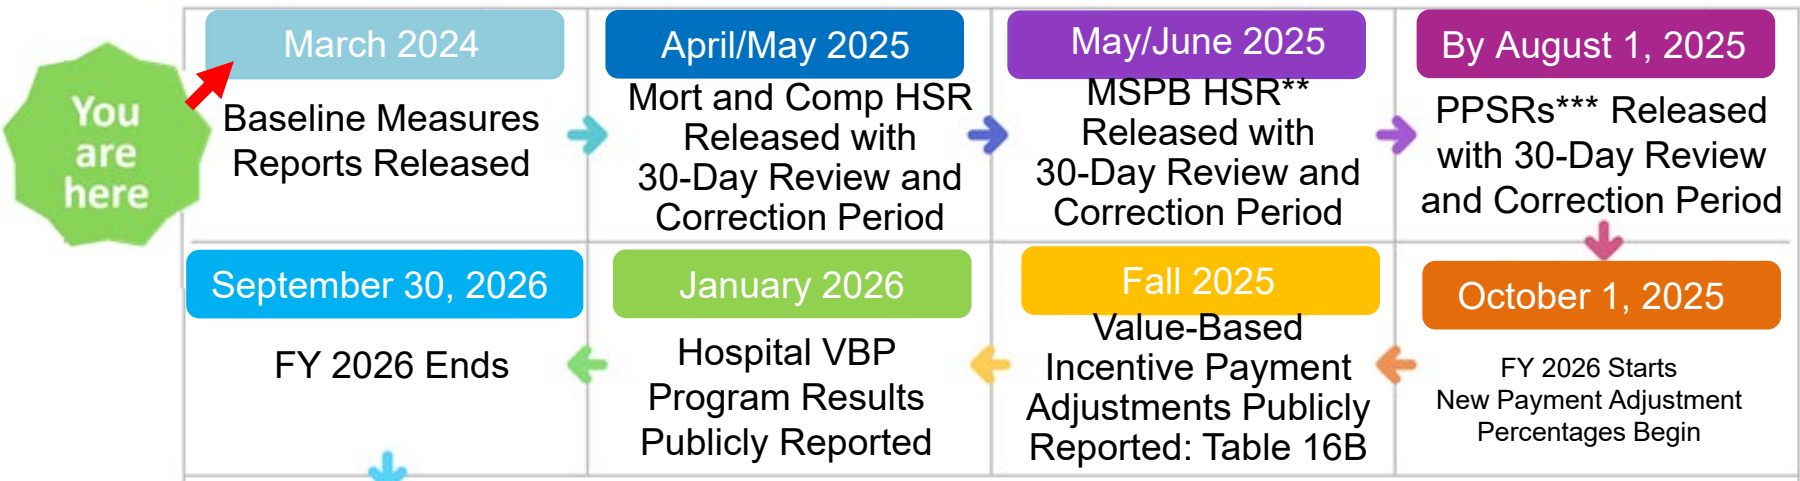 You
are
here
March 2024
Baseline Measures
Reports Released
April/May 2025
Mort and Comp HSR
Released with
30-Day Review and
Correction Period
May/June 2025
MSPB HSR**
Released with
30-Day Review and
Correction Period
By August 1, 2025
PPSRs*** Released
with 30-Day Review
and Correction Period
October 1, 2025
FY 2026 Starts
New Payment Adjustment
Percentages Begin
Fall 2025
Value-Based
Incentive Payment
Adjustments Publicly
Reported: Table 16B
January 2026
Hospital VBP
Program Results
Publicly Reported
September 30, 2026
FY 2026 Ends